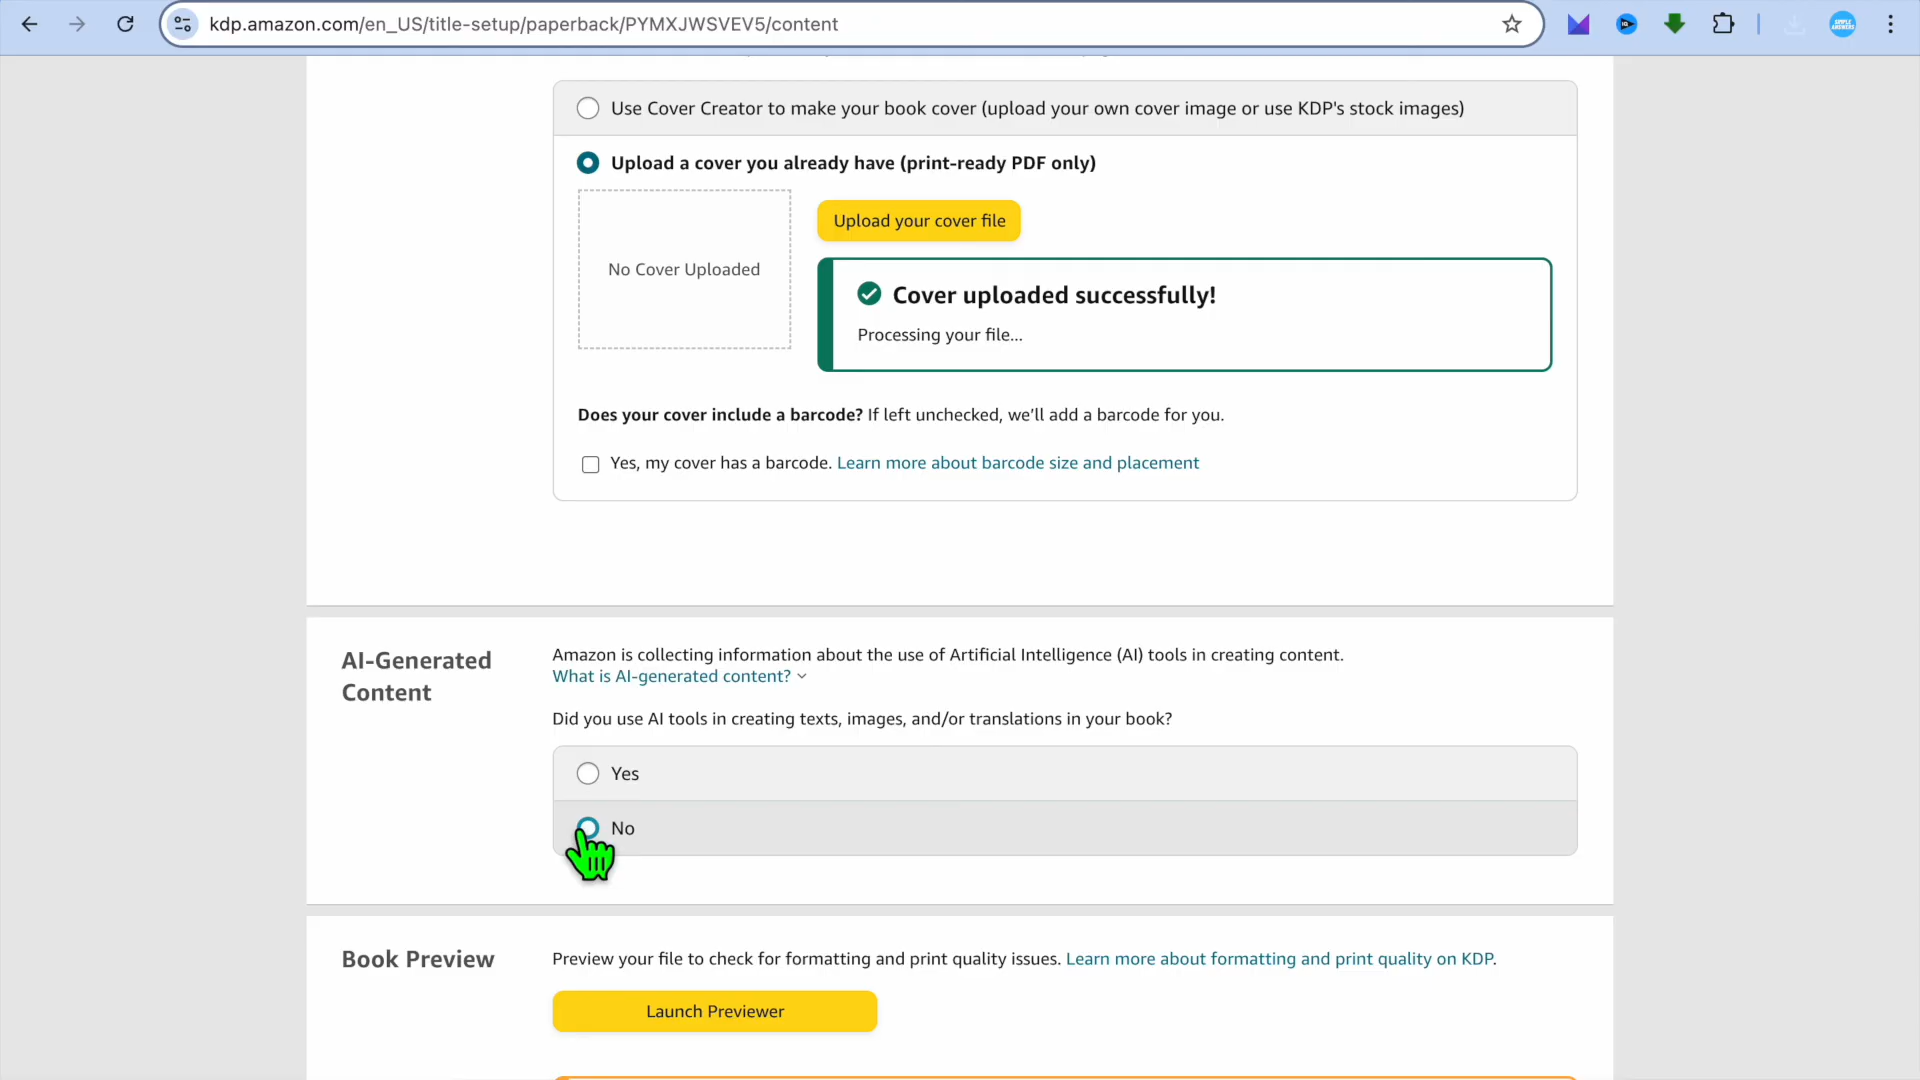 kdp.amazon.com/en_US/title-setup/paperback/PYMXJWSVEV5/content
Use Cover Creator to make your book cover (upload your own cover image or use KDP's stock images)
Upload a cover you already have (print-ready PDF only)
No Cover Uploaded
Upload your cover file
Cover uploaded successfully!
Processing your file...
Does your cover include a barcode? If left unchecked, we’ll add a barcode for you.
Yes, my cover has a barcode. Learn more about barcode size and placement
AI-Generated
Content
Amazon is collecting information about the use of Artificial Intelligence (AI) tools in creating content.
What is AI-generated content?
Did you use AI tools in creating texts, images, and/or translations in your book?
Yes
No
Book Preview
Preview your file to check for formatting and print quality issues. Learn more about formatting and print quality on KDP.
Launch Previewer